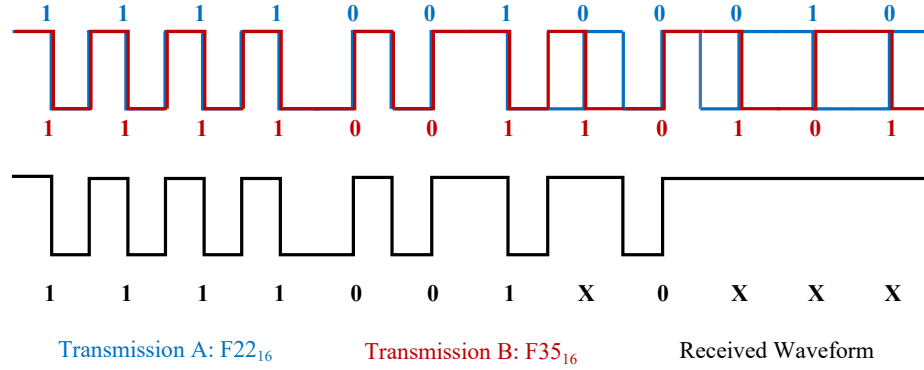 1 1 1 1 0 0 1 0 0 0 1 0
1 1 1 1 0 0 1 1 0 1 0 1
1 1 1 1 0 0 1 X 0 X X X
Transmission A: F22₁₆ Transmission B: F35₁₆ Received Waveform